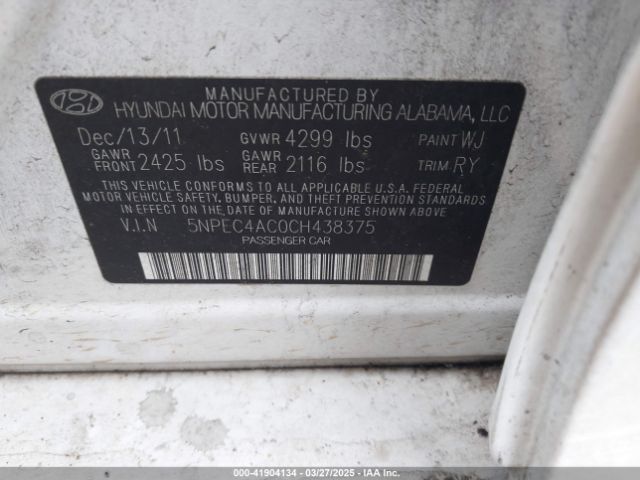 MANUFACTURED BY
HYUNDAI MOTOR MANUFACTURING ALABAMA, LLC
Dec/13/11 GVWR 4299 lbs PAINT WJ
GAWR FRONT 2425 lbs GAWR REAR 2116 lbs TRIM RY
THIS VEHICLE CONFORMS TO ALL APPLICABLE U.S.A. FEDERAL
MOTOR VEHICLE SAFETY, BUMPER, AND THEFT PREVENTION STANDARDS
IN EFFECT ON THE DATE OF MANUFACTURE SHOWN ABOVE
V.I.N 5NPEC4AC0CH438375
PASSENGER CAR
000-41904134 — 03/27/2025 — IAA Inc.